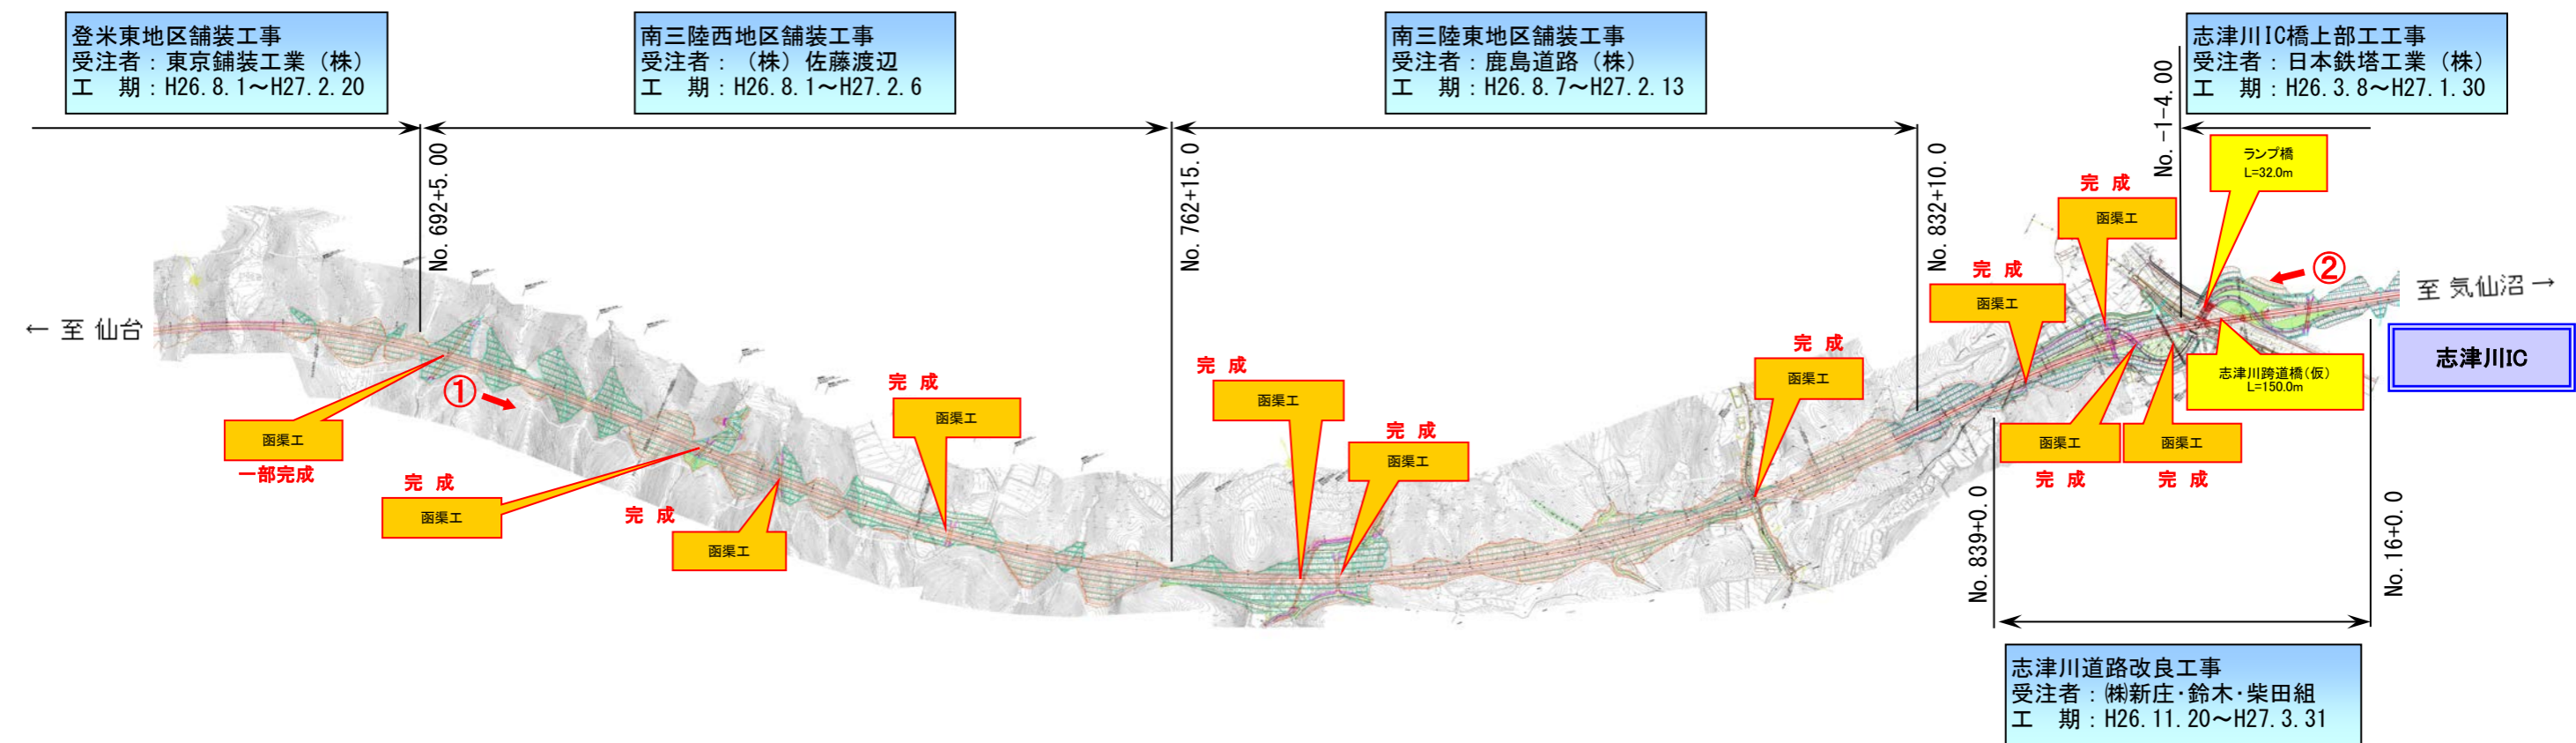 登米東地区舗装工事
受注者：東京鋪装工業（株）
工　期：H26.8.1～H27.2.20
南三陸西地区舗装工事
受注者：（株）佐藤渡辺
工　期：H26.8.1～H27.2.6
南三陸東地区舗装工事
受注者：鹿島道路（株）
工　期：H26.8.7～H27.2.13
志津川IC橋上部工工事
受注者：日本鉄塔工業（株）
工　期：H26.3.8～H27.1.30
No.692+5.00
No.762+15.0
No.832+10.0
No.-1-4.00
ランプ橋
L=32.0m
完 成
函渠工
完 成
函渠工
②
至 気仙沼→
← 至 仙台
志津川IC
志津川跨道橋(仮)
L=150.0m
①
函渠工
一部完成
完 成
函渠工
完 成
函渠工
完 成
函渠工
完 成
函渠工
完 成
函渠工
完 成
函渠工
函渠工
完 成
函渠工
完 成
No.839+0.0
No.16+0.0
志津川道路改良工事
受注者：㈱新庄･鈴木･柴田組
工　期：H26.11.20～H27.3.31